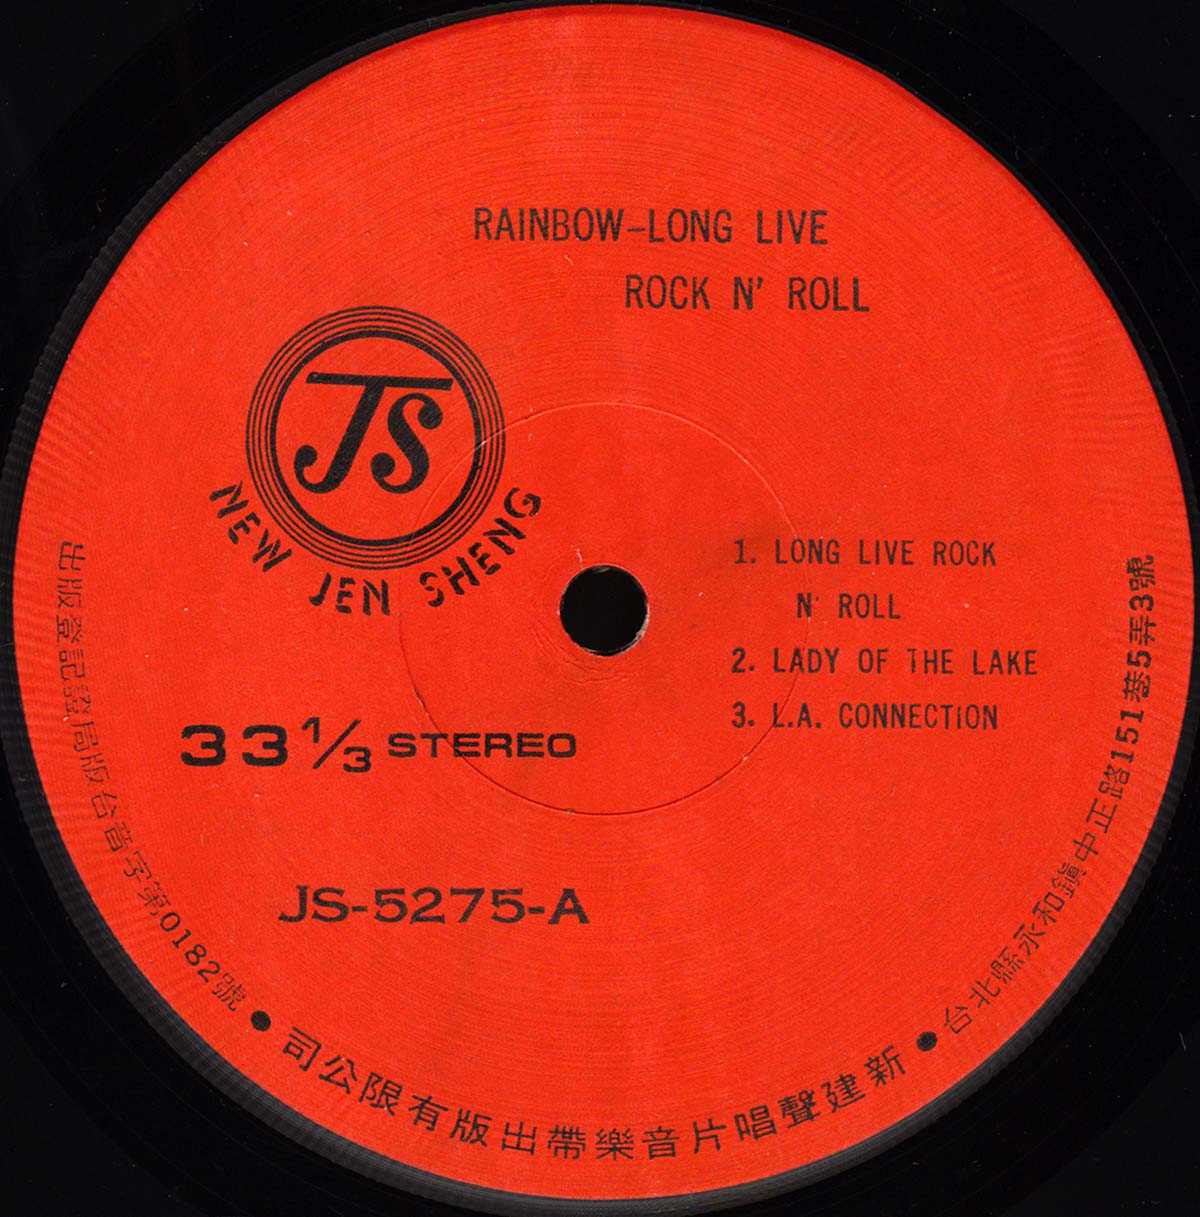 RAINBOW-LONG LIVE
ROCK N' ROLL
JS
NEW JEN SHENG
1. LONG LIVE ROCK
N' ROLL
2. LADY OF THE LAKE
3. L.A. CONNECTION
33 1/3 STEREO
JS-5275-A
出版登記證局版台音字第0182號
新建聲唱片音樂帶出版有限公司
台北縣永和鎮中正路151巷5弄3號